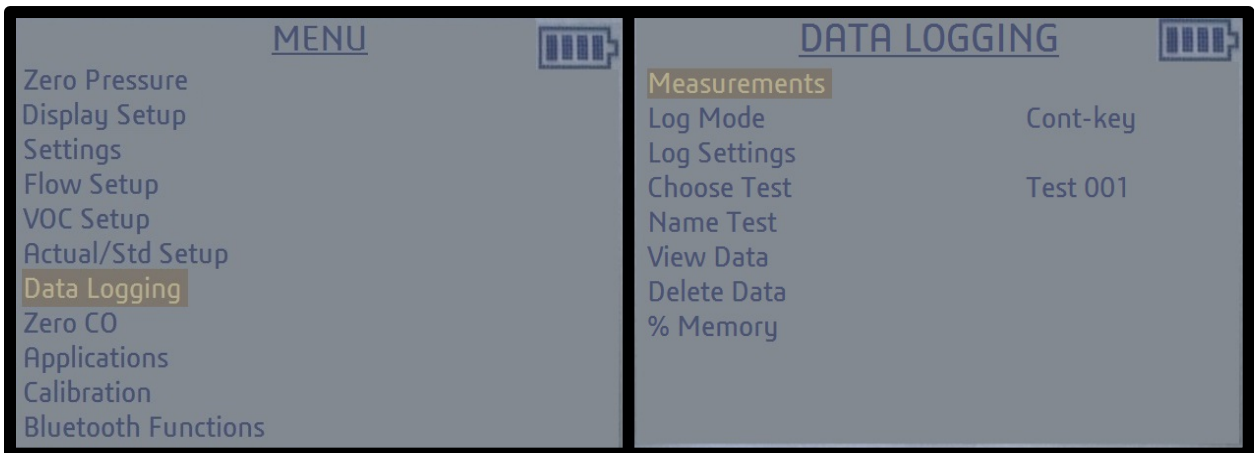 MENU
Zero Pressure
Display Setup
Settings
Flow Setup
VOC Setup
Actual/Std Setup
Data Logging
Zero CO
Applications
Calibration
Bluetooth Functions
DATA LOGGING
Measurements
Log Mode Cont-key
Log Settings
Choose Test Test 001
Name Test
View Data
Delete Data
% Memory